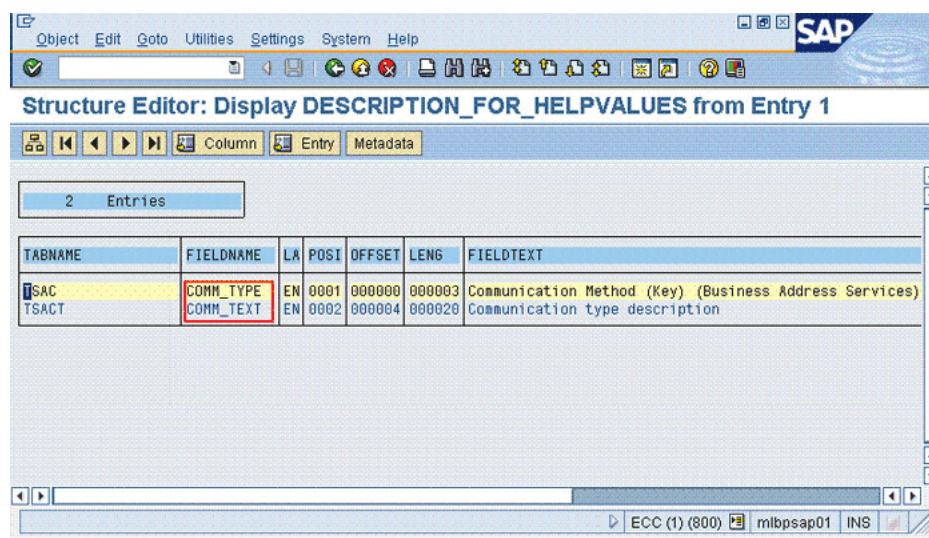 Object Edit Goto Utilities Settings System Help
SAP
Structure Editor: Display DESCRIPTION_FOR_HELPVALUES from Entry 1
Column Entry Metadata
2 Entries
TABNAME FIELDNAME LA POSI OFFSET LENG FIELDTEXT
TSAC COMM_TYPE EN 0001 000000 000003 Communication Method (Key) (Business Address Services)
TSACT COMM_TEXT EN 0002 000004 000020 Communication type description
ECC (1) (800) mlbpsap01 INS